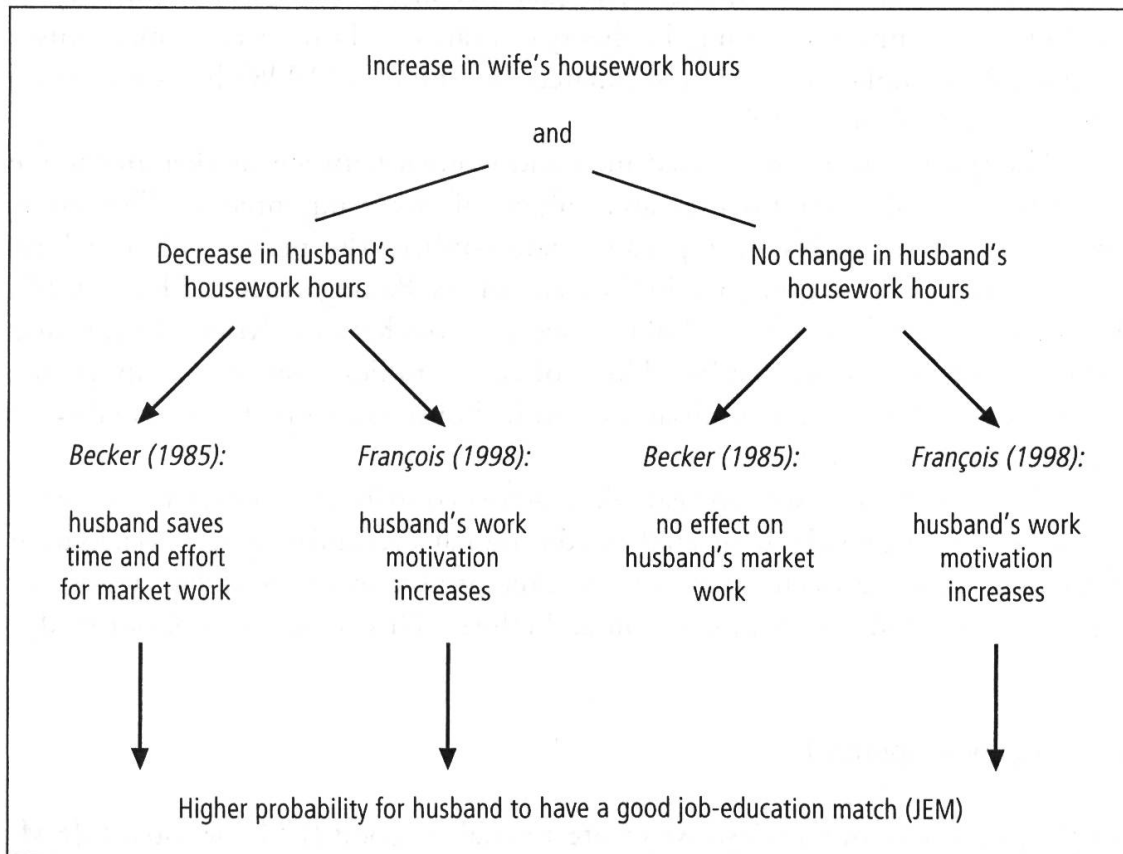 Increase in wife's housework hours
and
Decrease in husband's
housework hours
No change in husband's
housework hours
Becker (1985):
husband saves
time and effort
for market work
François (1998):
husband's work
motivation
increases
Becker (1985):
no effect on
husband's market
work
François (1998):
husband's work
motivation
increases
Higher probability for husband to have a good job-education match (JEM)